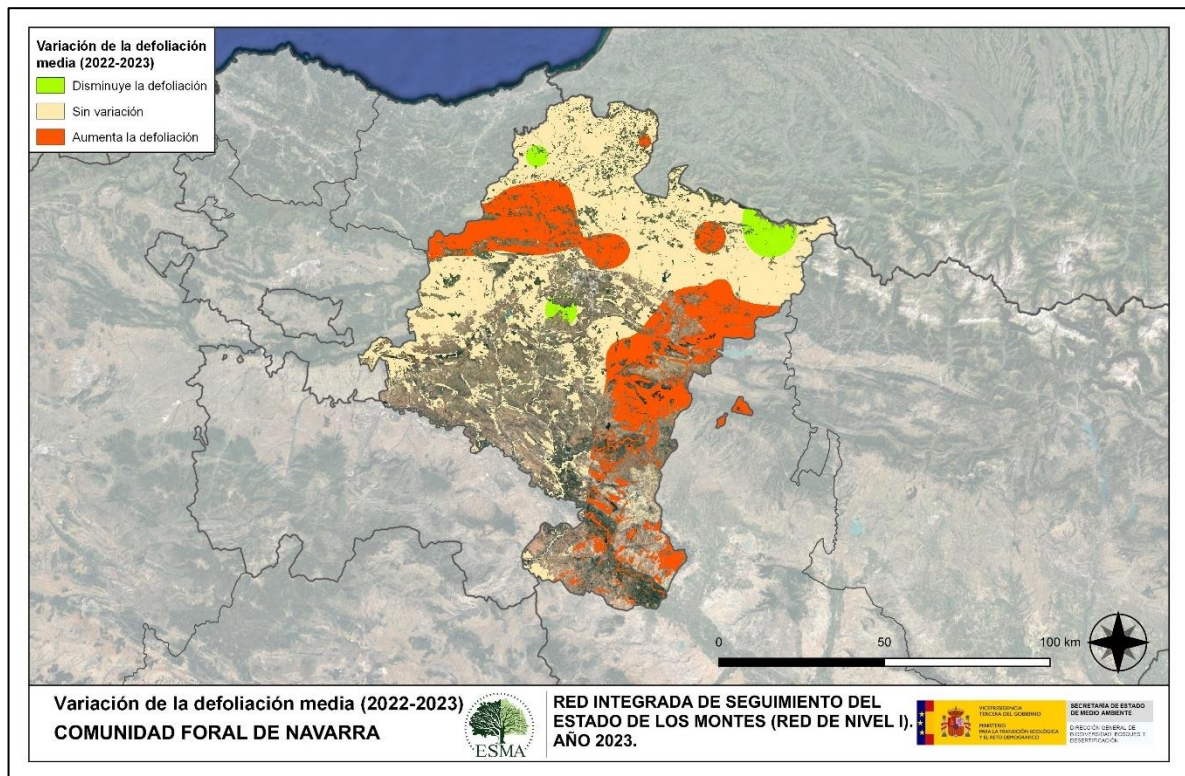 Variación de la defoliación
media (2022-2023)
Disminuye la defoliación
Sin variación
Aumenta la defoliación
0 50 100 km
Variación de la defoliación media (2022-2023)
COMUNIDAD FORAL DE NAVARRA
ESMA
RED INTEGRADA DE SEGUIMIENTO DEL
ESTADO DE LOS MONTES (RED DE NIVEL I).
AÑO 2023.
VICEPRESIDENCIA
TERCERA DEL GOBIERNO
MINISTERIO
PARA LA TRANSICIÓN ECOLÓGICA
Y EL RETO DEMOGRÁFICO
SECRETARÍA DE ESTADO
DE MEDIO AMBIENTE
DIRECCIÓN GENERAL DE
BIODIVERSIDAD, BOSQUES Y
DESERTIFICACIÓN